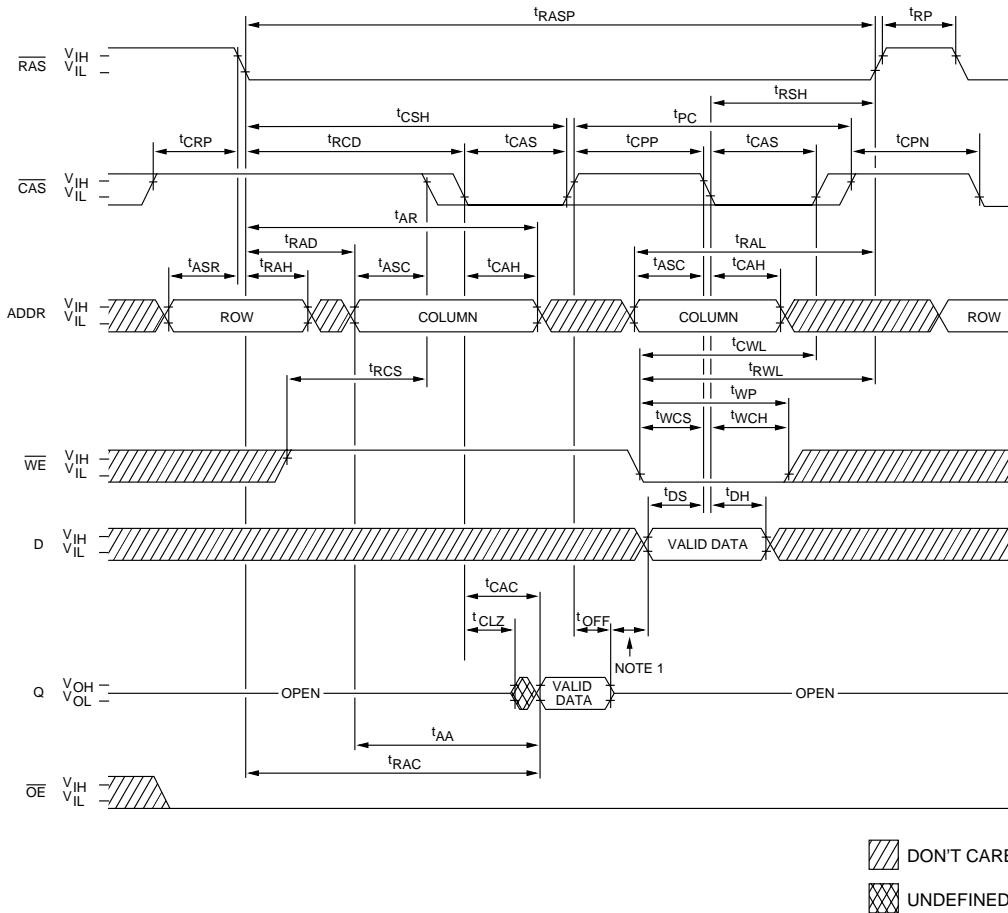 tRASP tRP
RAS VIH VIL
tRSH
tCSH tPC
tCRP tRCD tCAS tCPP tCAS tCPN
CAS VIH VIL
tAR
tRAD tRAL
tASR tRAH tASC tCAH tASC tCAH
ADDR VIH VIL ROW COLUMN COLUMN ROW
tCWL
tRCS tRWL
tWP
tWCS tWCH
WE VIH VIL
tDS tDH
D VIH VIL VALID DATA
tCAC
tCLZ tOFF
NOTE 1
Q VOH VOL OPEN VALID DATA OPEN
tAA
tRAC
OE VIH VIL
DON'T CARE
UNDEFINED